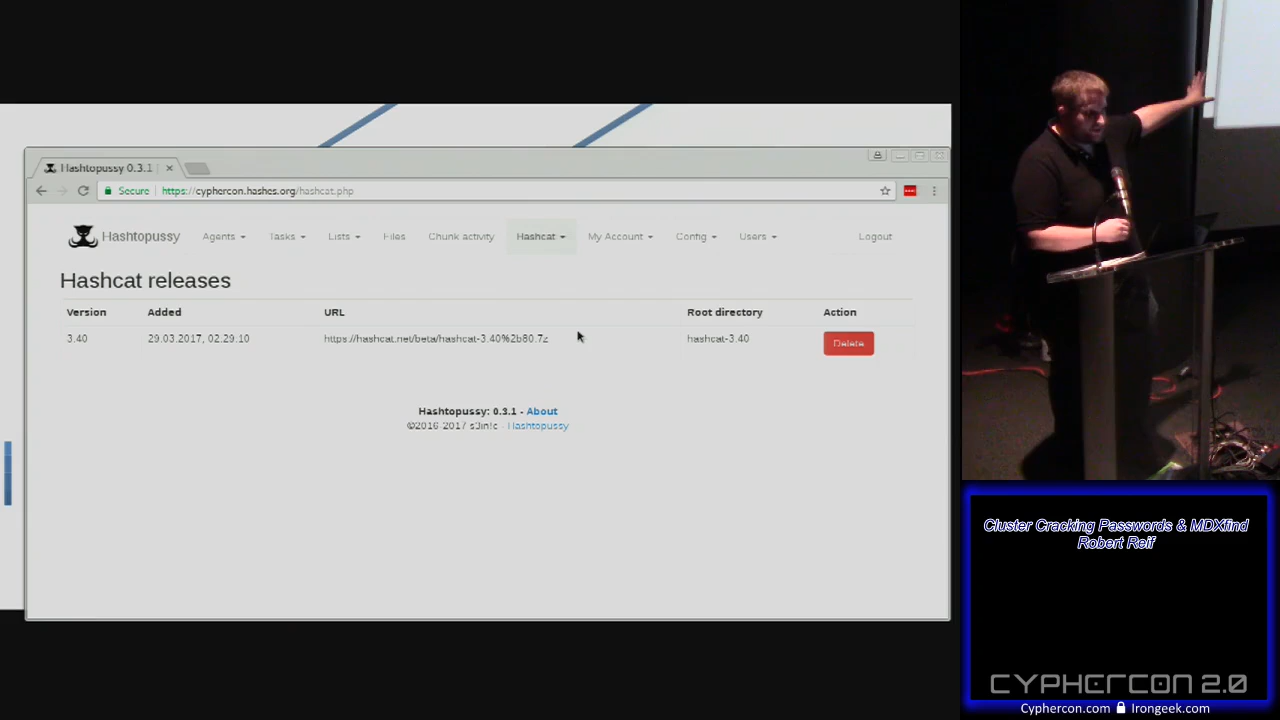 Hashtopussy 0.3.1
Secure https://cyphercon.hashes.org/hashcat.php
Hashtopussy Agents Tasks Lists Files Chunk activity Hashcat My Account Config Users Logout
Hashcat releases
Version Added URL Root directory Action
3.40 29.03.2017, 02:29:10 https://hashcat.net/beta/hashcat-3.40%2b80.7z hashcat-3.40 Delete
Hashtopussy: 0.3.1 - About
©2016-2017 s3in!c - Hashtopussy
Cluster Cracking Passwords & MDXfind
Robert Reif
CYPHERCON 2.0
Cyphercon.com Irongeek.com